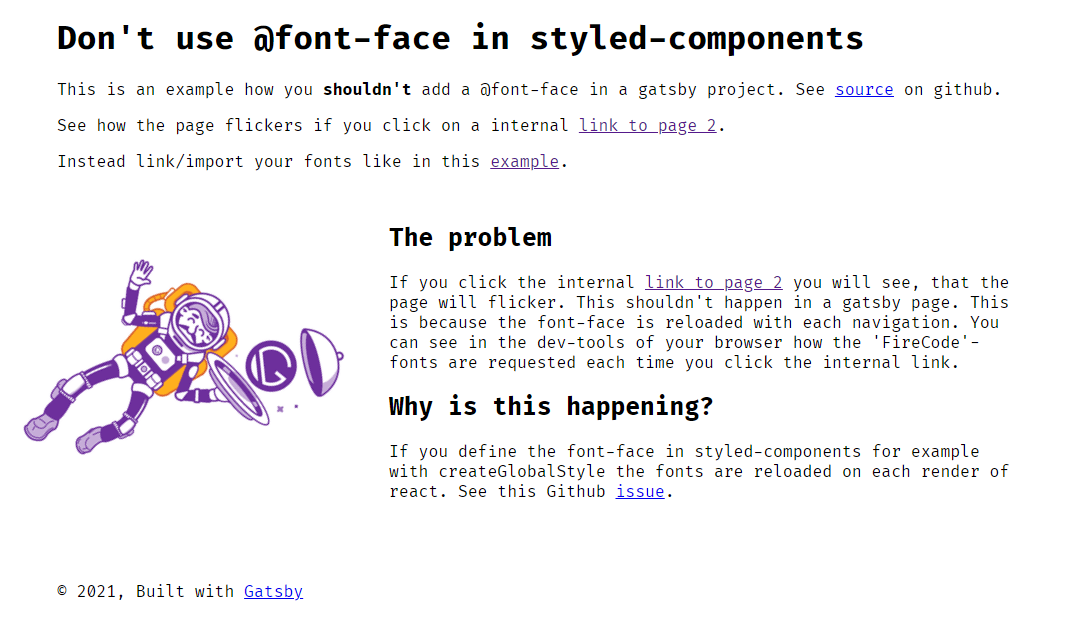 Don't use @font-face in styled-components
This is an example how you shouldn't add a @font-face in a gatsby project. See source on github.
See how the page flickers if you click on a internal link to page 2.
Instead link/import your fonts like in this example.
The problem
If you click the internal link to page 2 you will see, that the
page will flicker. This shouldn't happen in a gatsby page. This
is because the font-face is reloaded with each navigation. You
can see in the dev-tools of your browser how the 'FireCode'-
fonts are requested each time you click the internal link.
Why is this happening?
If you define the font-face in styled-components for example
with createGlobalStyle the fonts are reloaded on each render of
react. See this Github issue.
© 2021, Built with Gatsby